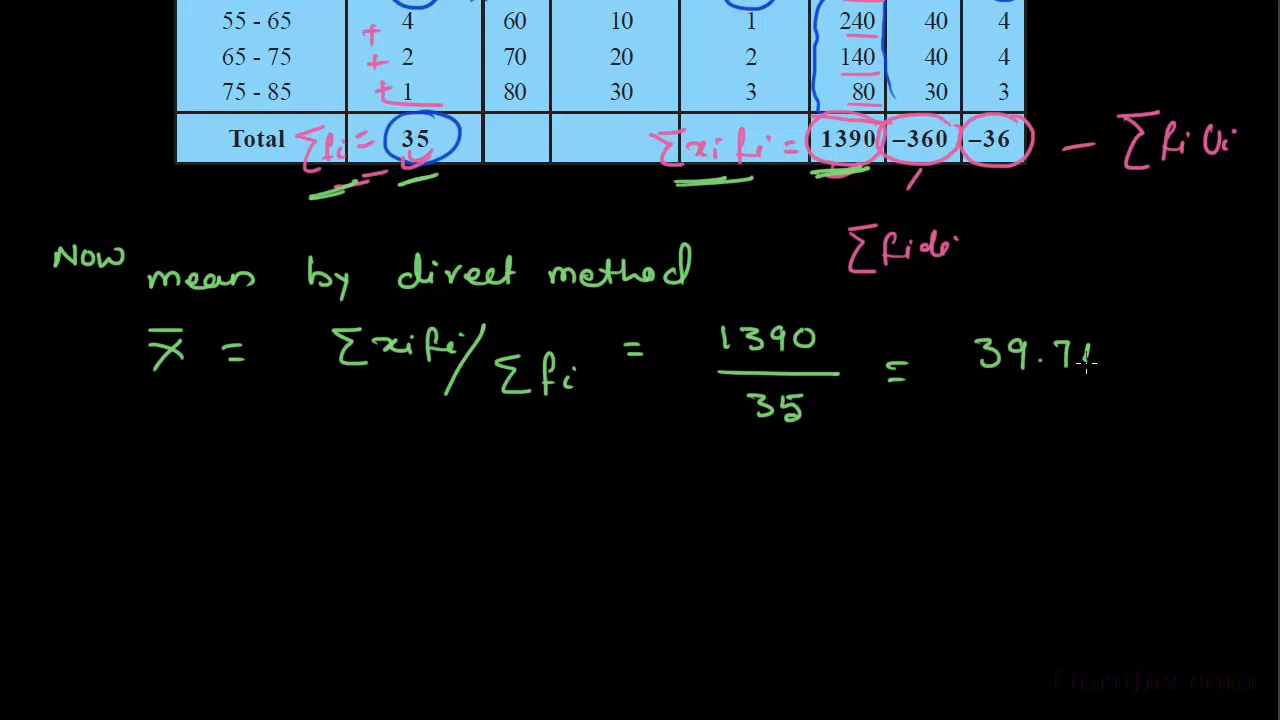 55 - 65 + 4 60 10 1 240 40 4
65 - 75 + 2 70 20 2 140 40 4
75 - 85 + 1 80 30 3 80 30 3
Total Σfi = 35 Σxifi = 1390 –360 –36 — ΣfiUi
Σfidi
Now mean by direct method
x̄ = Σxifi/Σfi = 1390/35 = 39.71